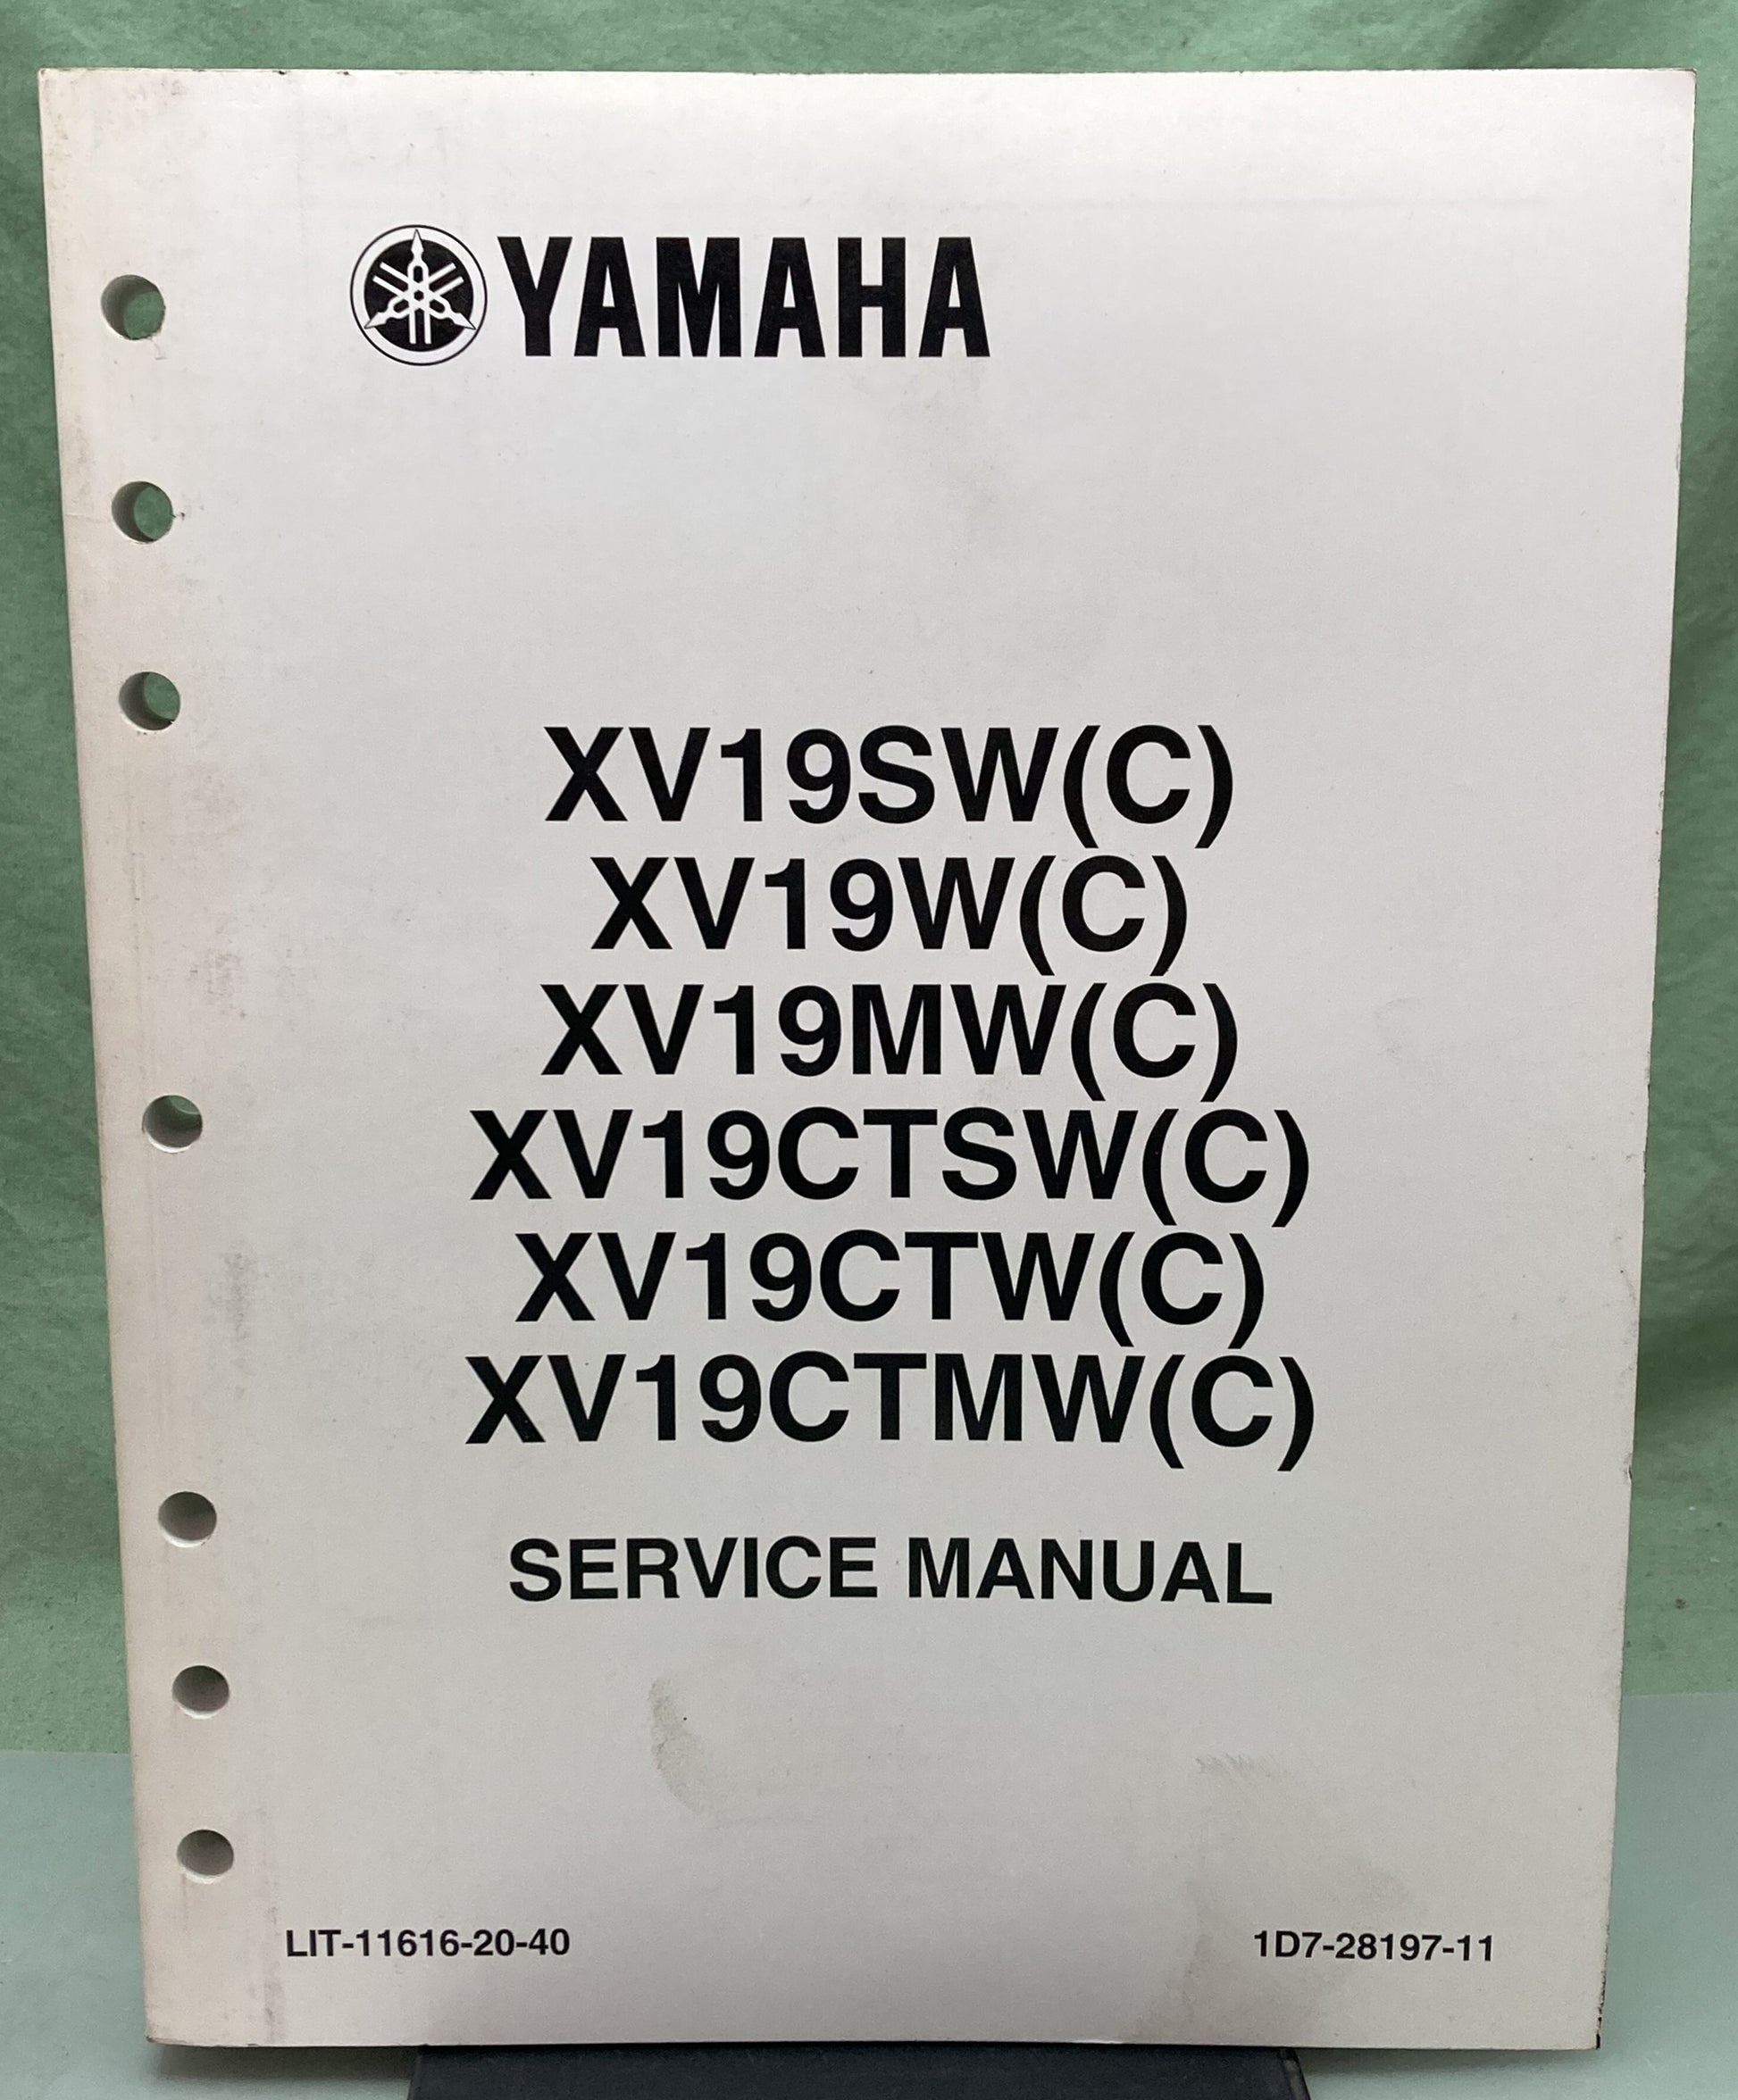 YAMAHA
XV19SW(C)
XV19W(C)
XV19MW(C)
XV19CTSW(C)
XV19CTW(C)
XV19CTMW(C)
SERVICE MANUAL
LIT-11616-20-40
1D7-28197-11